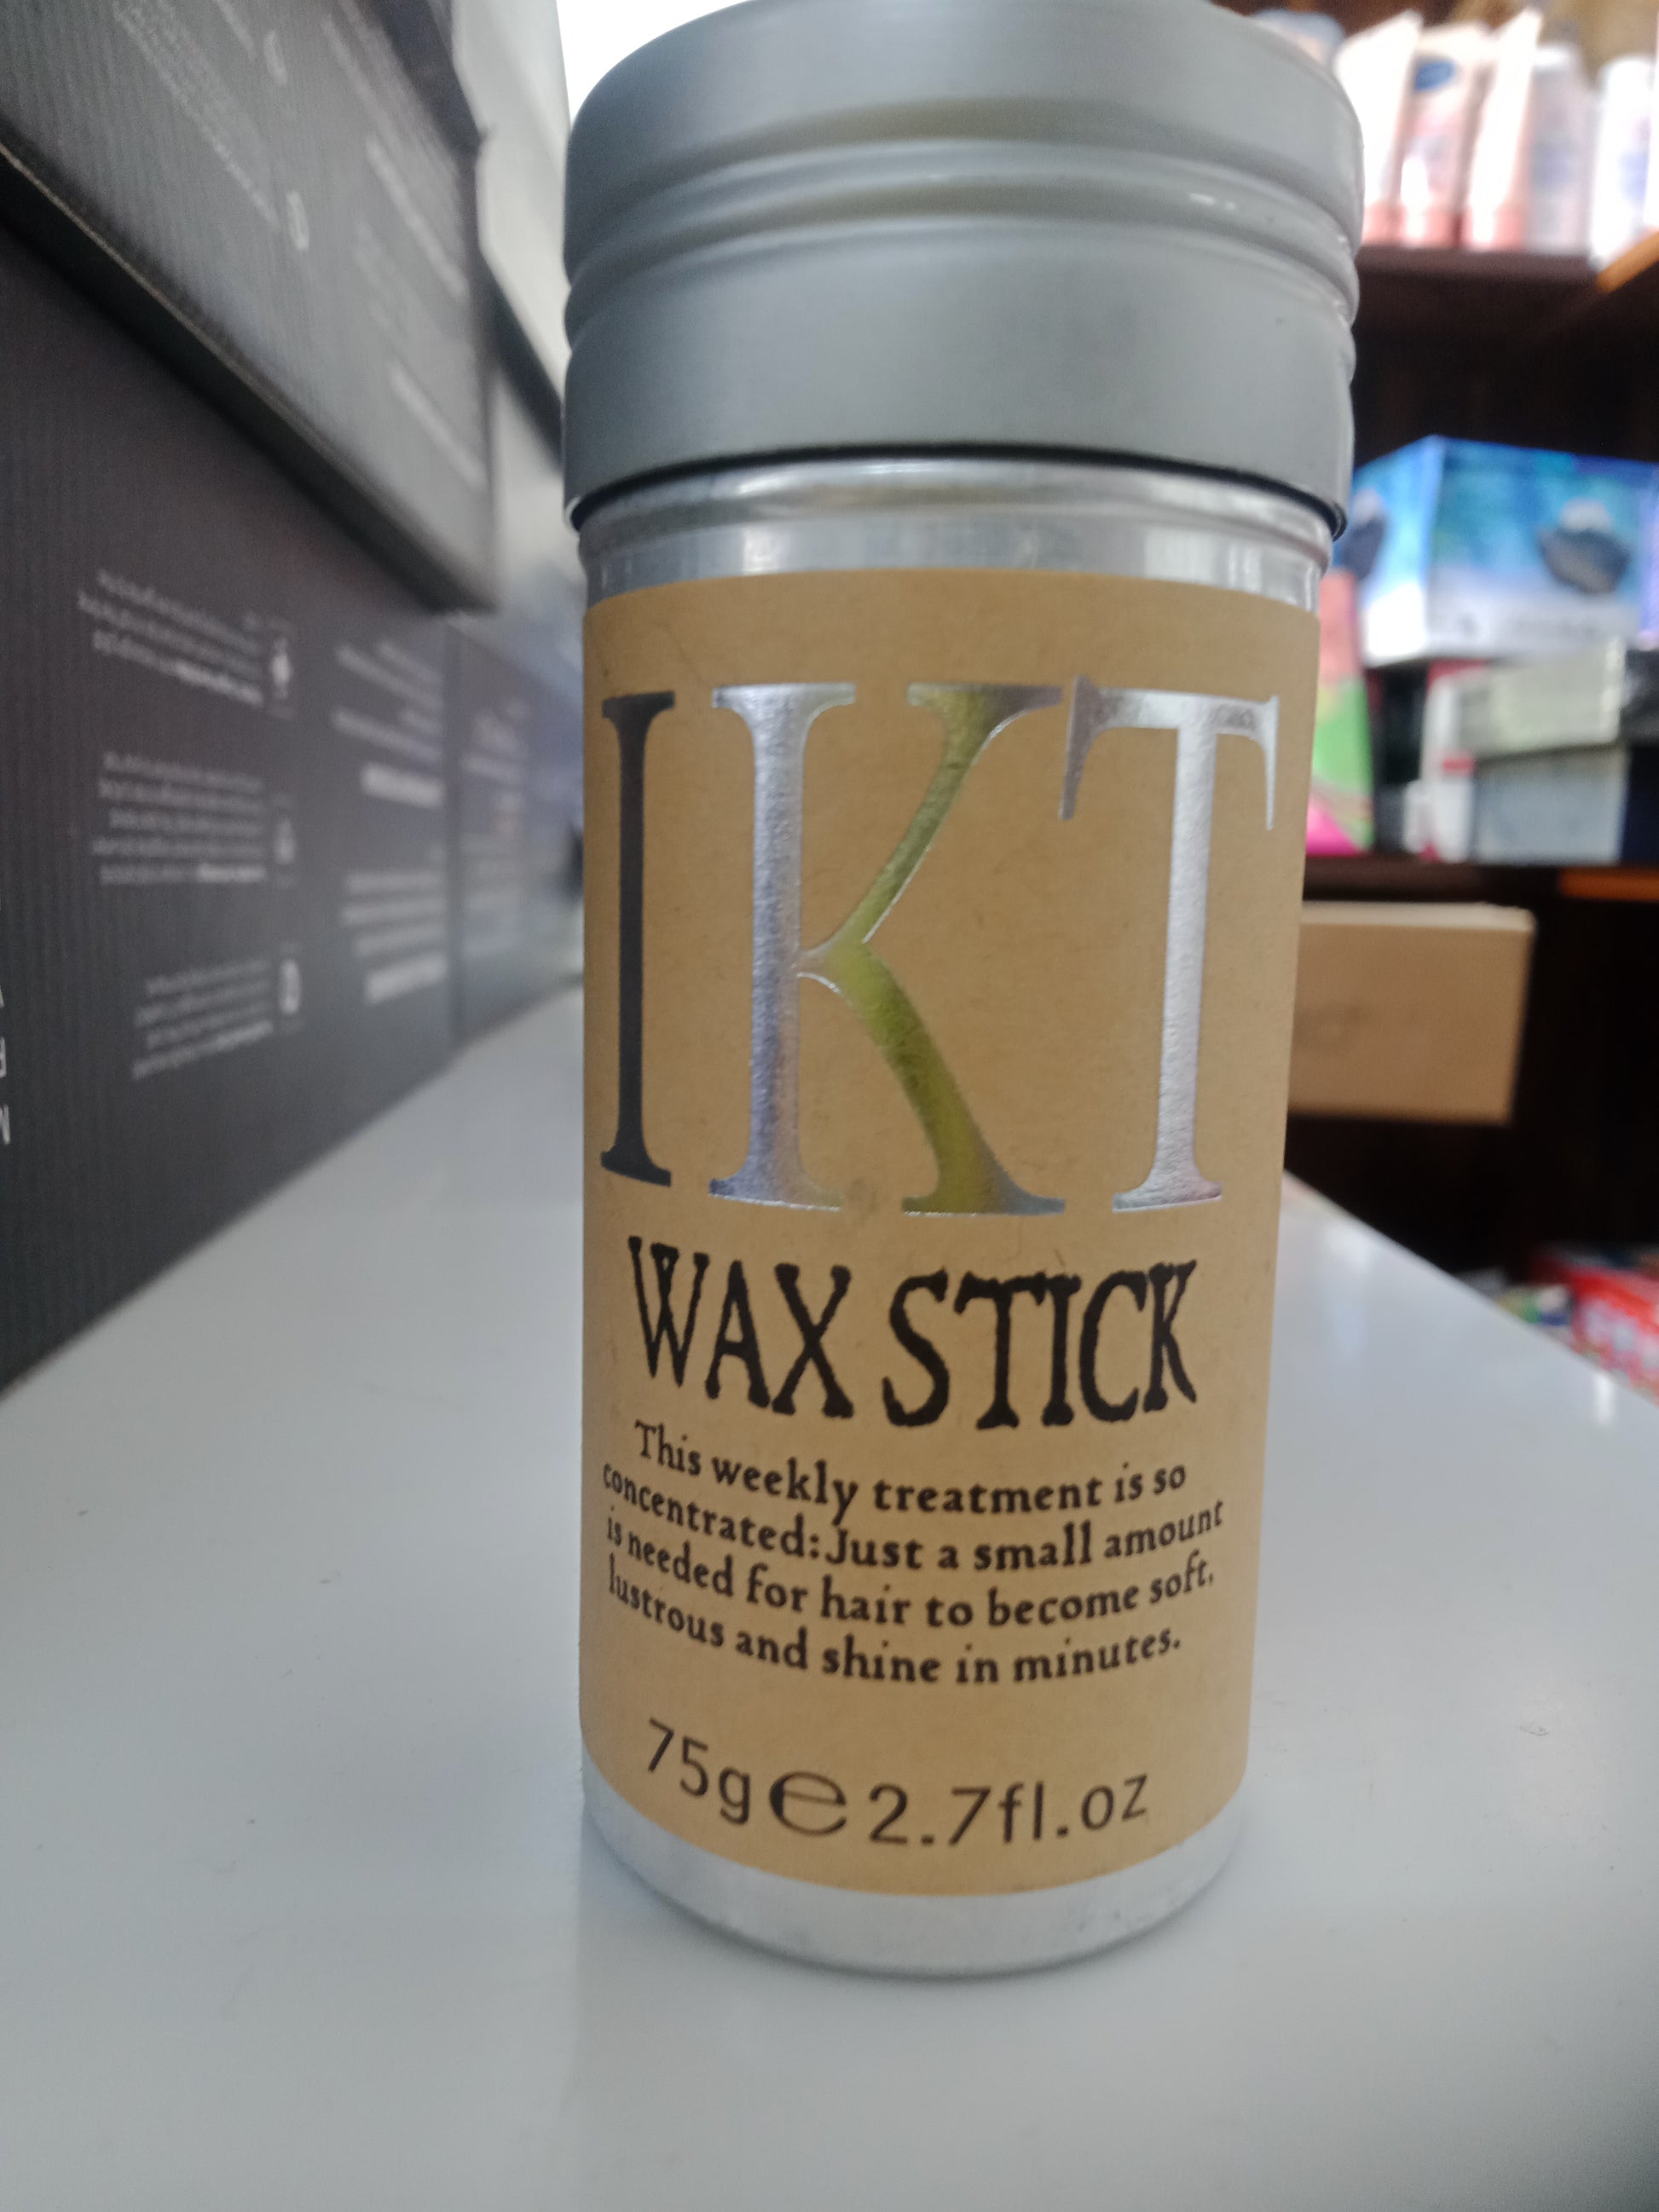 IKT
WAX STICK
This weekly treatment is so
concentrated: Just a small amount
is needed for hair to become soft,
lustrous and shine in minutes.
75g e 2.7fl.oz